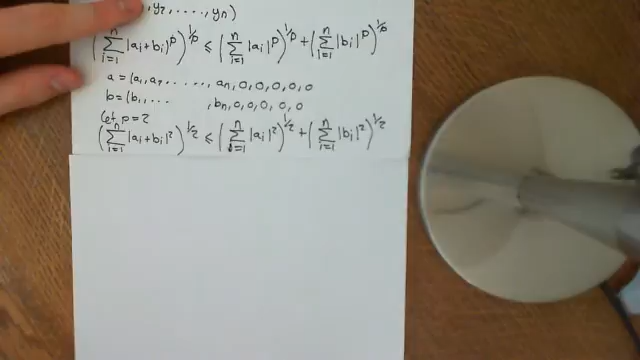 , y₂, ....., yₙ)
(∑ᵢ₌₁ⁿ |aᵢ+bᵢ|ᵖ)^{1/p} ≤ (∑ᵢ₌₁ⁿ |aᵢ|ᵖ)^{1/p} + (∑ᵢ₌₁ⁿ |bᵢ|ᵖ)^{1/p}
a = (a₁, a₂, ......, aₙ, 0, 0, 0, 0, 0
b = (b₁, ... , bₙ, 0, 0, 0, 0, 0
Let p=2
(∑ᵢ₌₁ⁿ |aᵢ+bᵢ|²)^{1/2} ≤ (∑ᵢ₌₁ⁿ |aᵢ|²)^{1/2} + (∑ᵢ₌₁ⁿ |bᵢ|²)^{1/2}